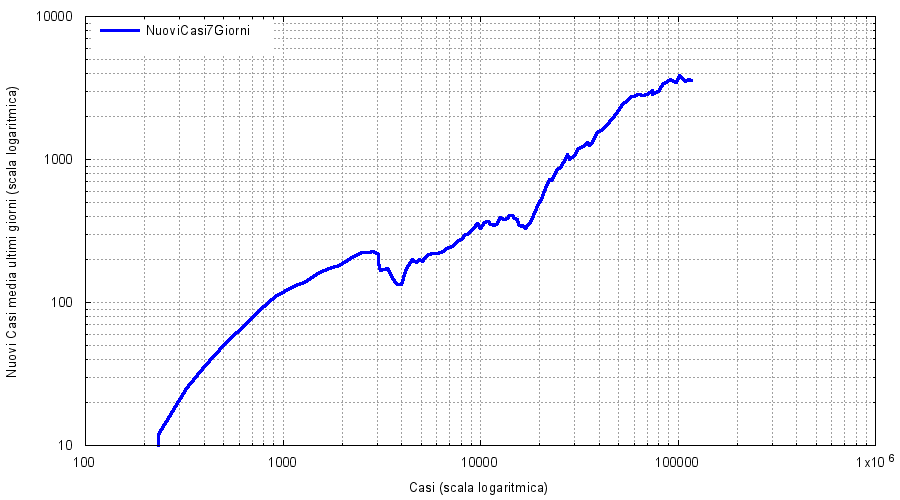 10000
NuoviCasi7Giorni
1000
100
10
Nuovi Casi media ultimi giorni (scala logaritmica)
100 1000 10000 100000 1x10 6
Casi (scala logaritmica)